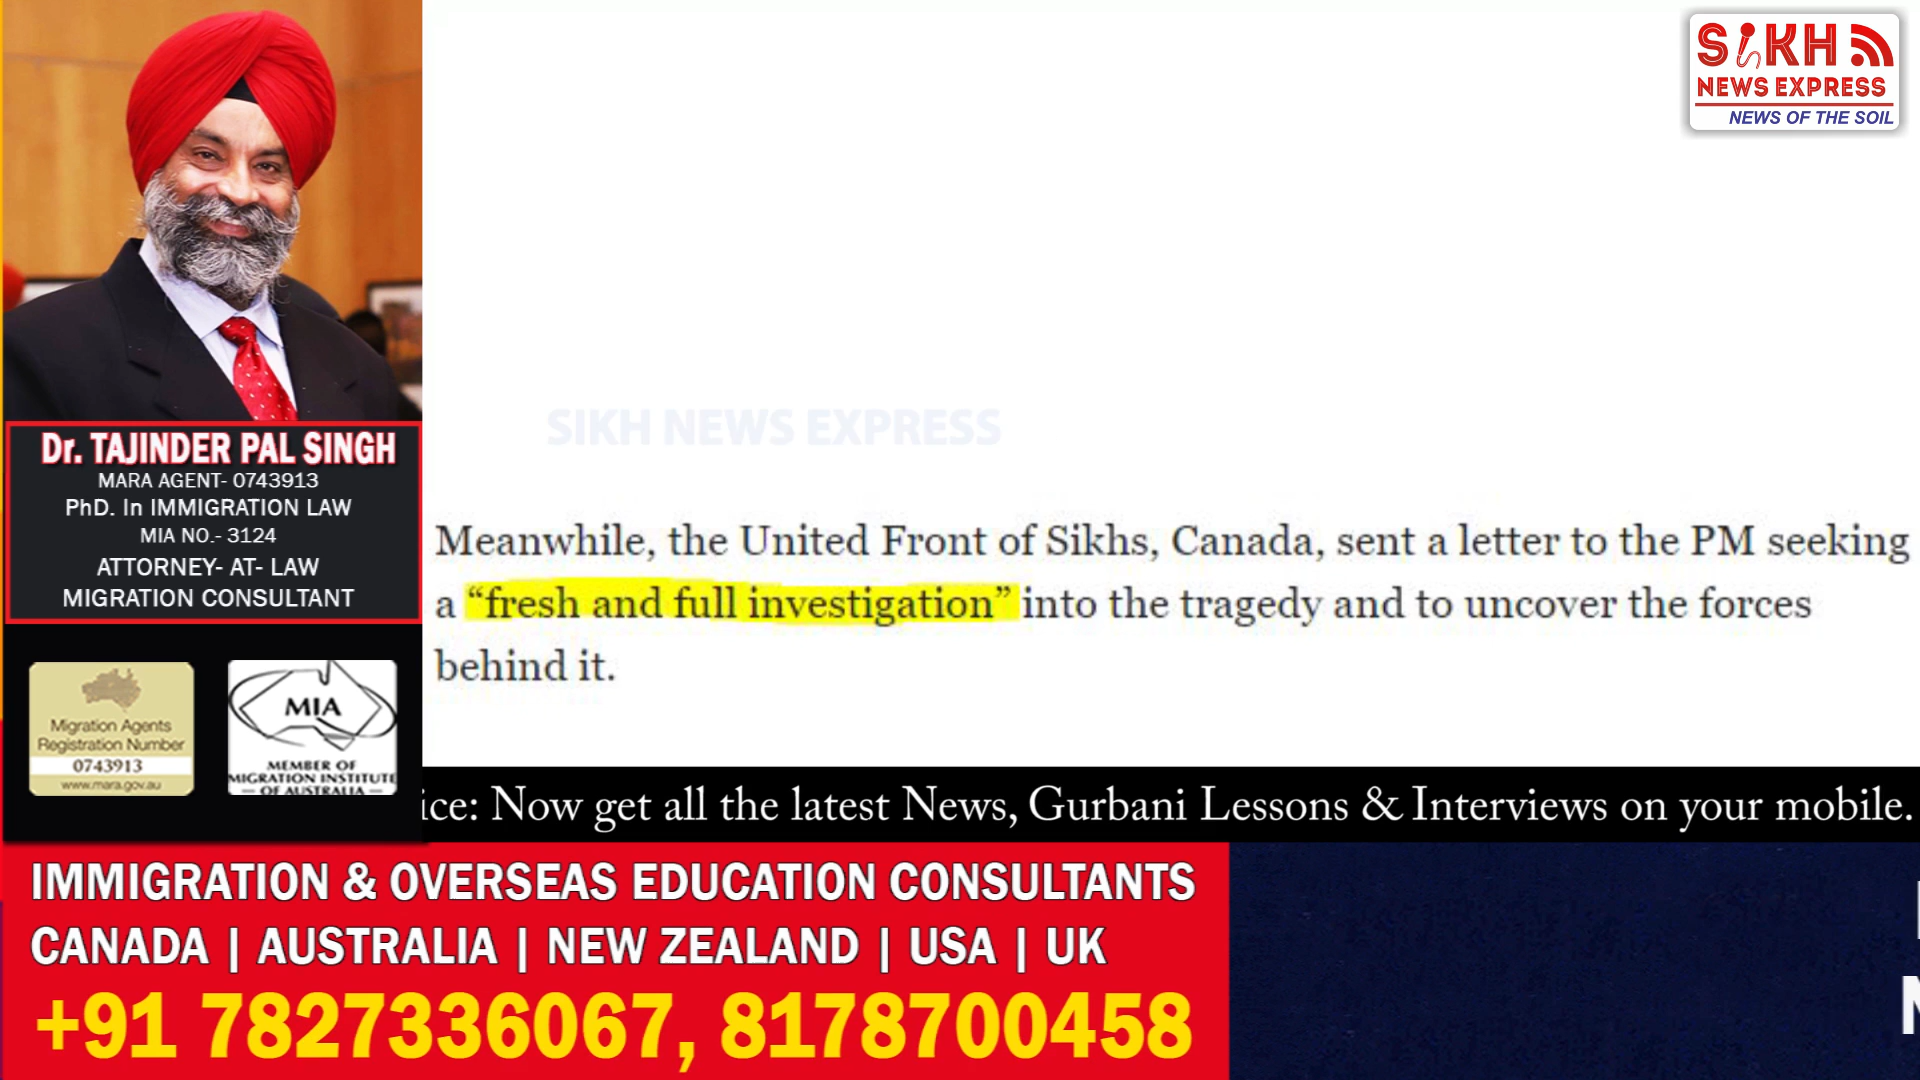 SIKH
NEWS EXPRESS
NEWS OF THE SOIL
SIKH NEWS EXPRESS
Dr. TAJINDER PAL SINGH
MARA AGENT- 0743913
PhD. In IMMIGRATION LAW
MIA NO.- 3124
ATTORNEY- AT- LAW
MIGRATION CONSULTANT
Migration Agents
Registration Number
0743913
www.mara.gov.au
MIA
MEMBER OF
MIGRATION INSTITUTE
OF AUSTRALIA
Meanwhile, the United Front of Sikhs, Canada, sent a letter to the PM seeking
a “fresh and full investigation” into the tragedy and to uncover the forces
behind it.
ice: Now get all the latest News, Gurbani Lessons & Interviews on your mobile.
IMMIGRATION & OVERSEAS EDUCATION CONSULTANTS
CANADA | AUSTRALIA | NEW ZEALAND | USA | UK
+91 7827336067, 8178700458